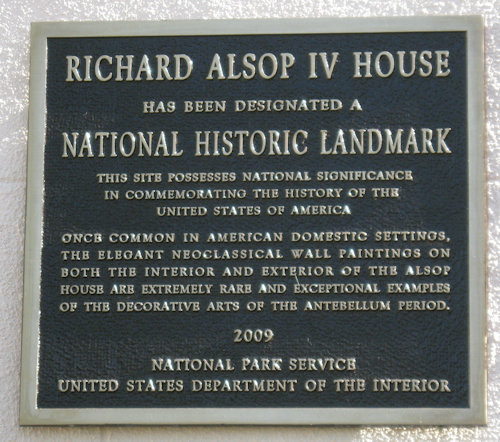 RICHARD ALSOP IV HOUSE
HAS BEEN DESIGNATED A
NATIONAL HISTORIC LANDMARK
THIS SITE POSSESSES NATIONAL SIGNIFICANCE
IN COMMEMORATING THE HISTORY OF THE
UNITED STATES OF AMERICA
ONCE COMMON IN AMERICAN DOMESTIC SETTINGS,
THE ELEGANT NEOCLASSICAL WALL PAINTINGS ON
BOTH THE INTERIOR AND EXTERIOR OF THE ALSOP
HOUSE ARE EXTREMELY RARE AND EXCEPTIONAL EXAMPLES
OF THE DECORATIVE ARTS OF THE ANTEBELLUM PERIOD.
2009
NATIONAL PARK SERVICE
UNITED STATES DEPARTMENT OF THE INTERIOR